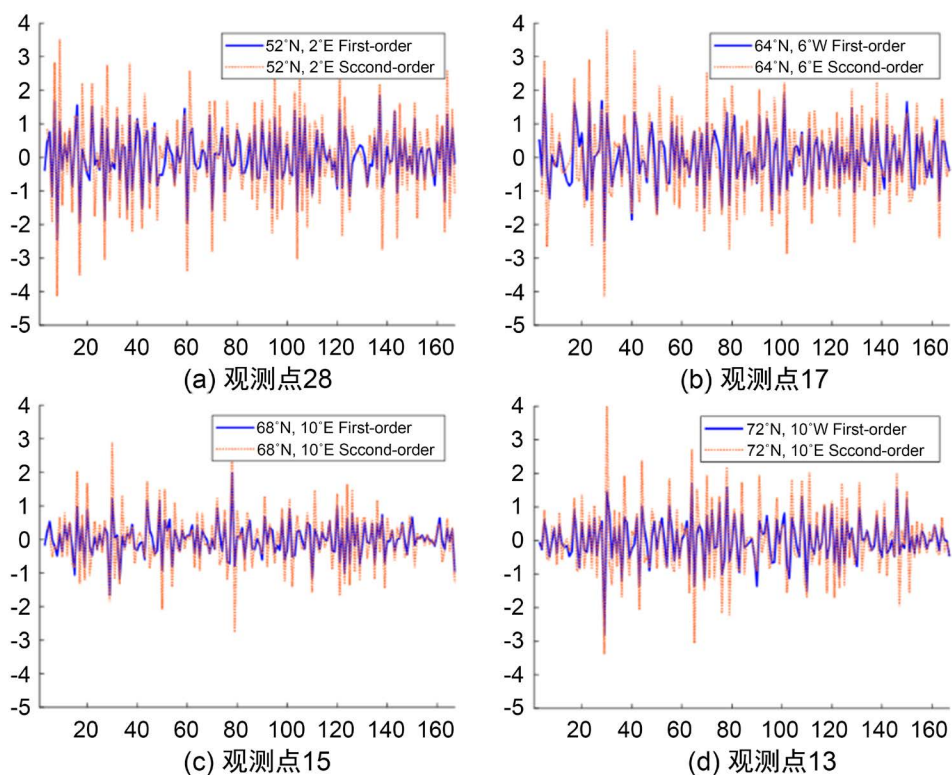 4
3
2
1
0
-1
-2
-3
-4
-5
52°N, 2°E First-order
52°N, 2°E Sccond-order
20 40 60 80 100 120 140 160
(a) 观测点28
4
3
2
1
0
-1
-2
-3
-4
-5
64°N, 6°W First-order
64°N, 6°E Sccond-order
20 40 60 80 100 120 140 160
(b) 观测点17
4
3
2
1
0
-1
-2
-3
-4
-5
68°N, 10°E First-order
68°N, 10°E Sccond-order
20 40 60 80 100 120 140 160
(c) 观测点15
4
3
2
1
0
-1
-2
-3
-4
-5
72°N, 10°W First-order
72°N, 10°E Sccond-order
20 40 60 80 100 120 140 160
(d) 观测点13